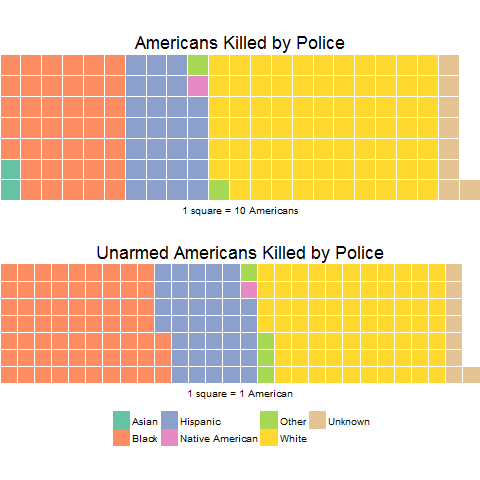 Americans Killed by Police
1 square = 10 Americans
Unarmed Americans Killed by Police
1 square = 1 American
Asian Hispanic Other Unknown
Black Native American White